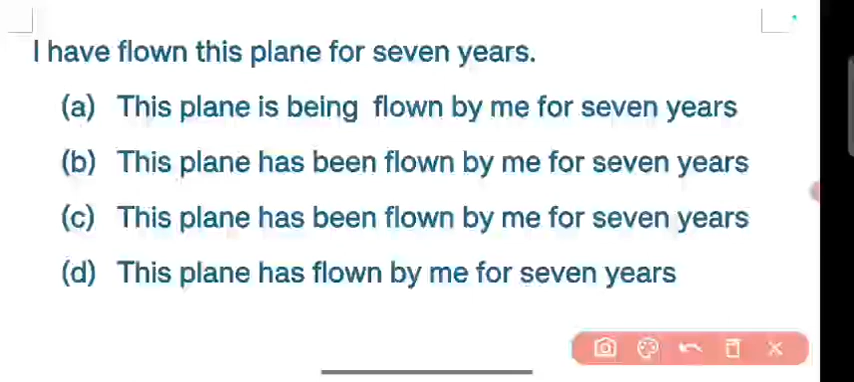 I have flown this plane for seven years.
(a) This plane is being flown by me for seven years
(b) This plane has been flown by me for seven years
(c) This plane has been flown by me for seven years
(d) This plane has flown by me for seven years